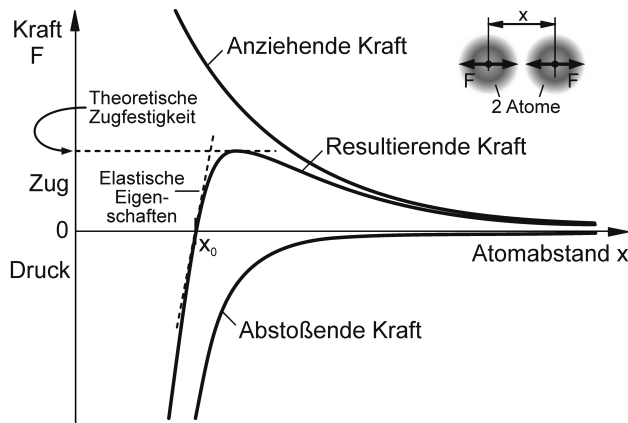 Kraft
F
Anziehende Kraft
x
F
F
2 Atome
Theoretische
Zugfestigkeit
Resultierende Kraft
Zug
Elastische
Eigen-
schaften
0
x₀
Atomabstand x
Druck
Abstoßende Kraft